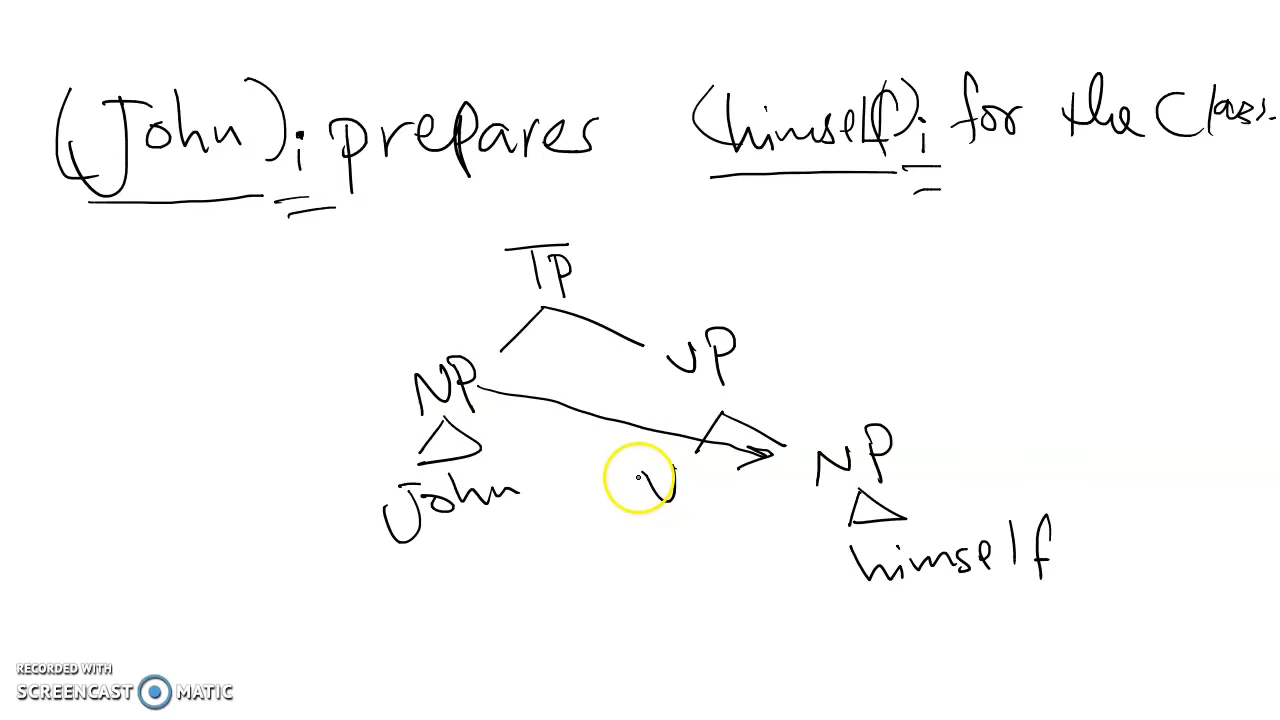 (John)i prepares (himself)i for the Class.
TP
NP VP
V NP
John
himself
RECORDED WITH
SCREENCAST MATIC